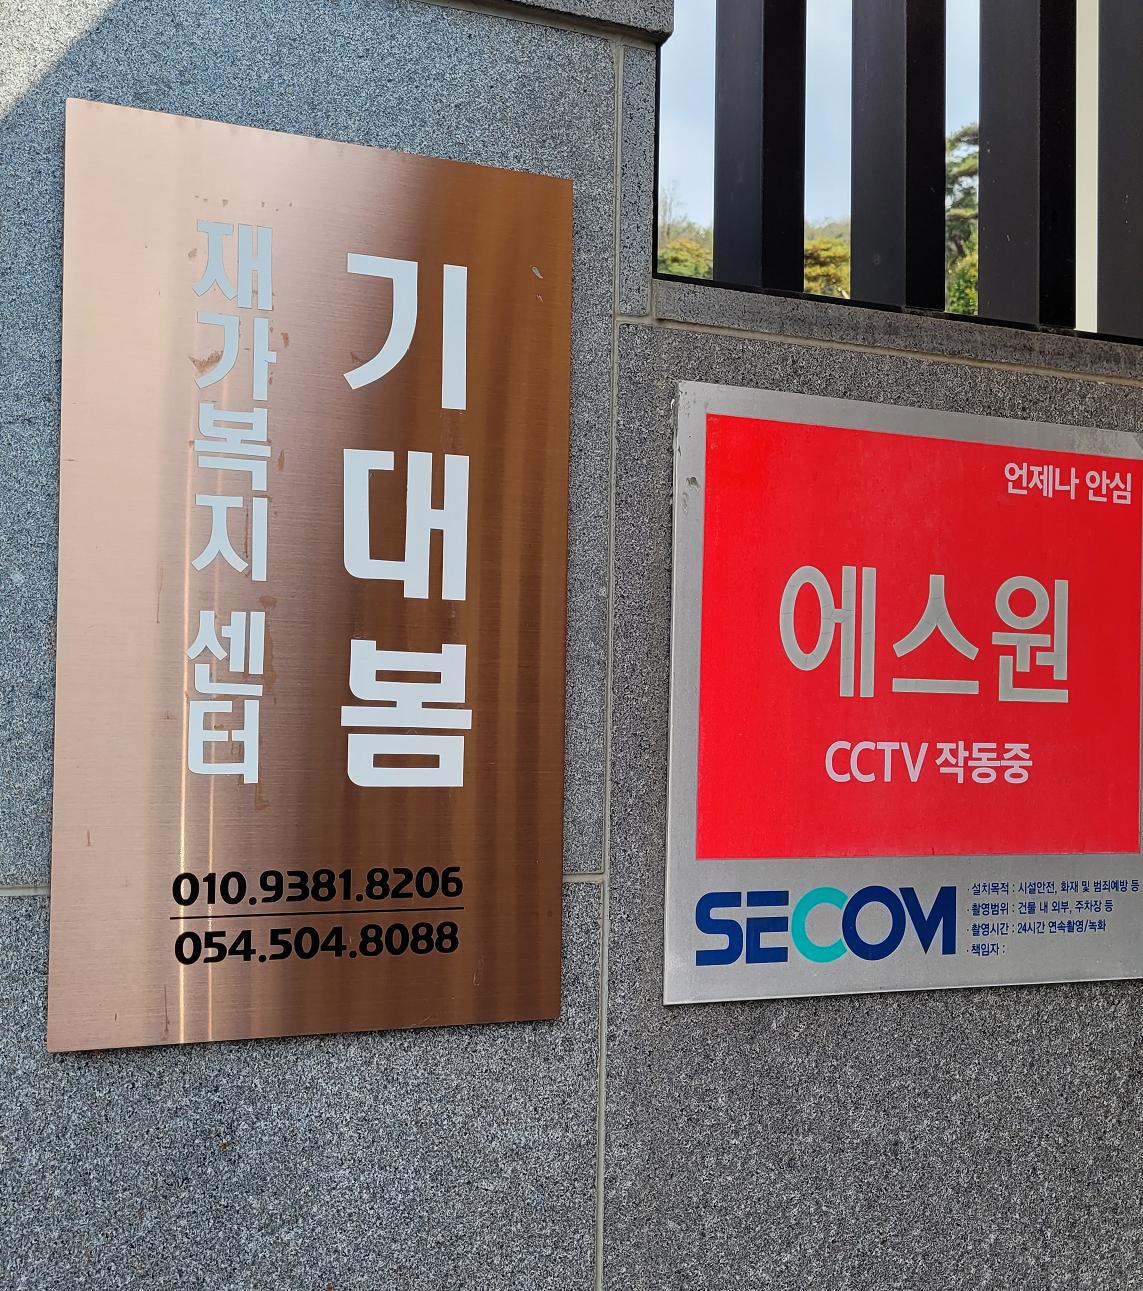 기대봄
재가복지 센터
010.9381.8206
054.504.8088
언제나 안심
에스원
CCTV 작동중
SECOM
· 설치목적 : 시설안전, 화재 및 범죄예방 등
· 촬영범위 : 건물 내 외부, 주차장 등
· 촬영시간 : 24시간 연속촬영/녹화
· 책임자 :